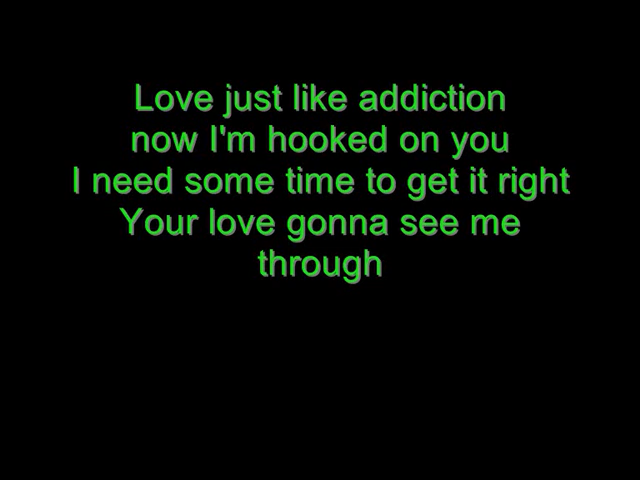 Love just like addiction
now I'm hooked on you
I need some time to get it right
Your love gonna see me
through